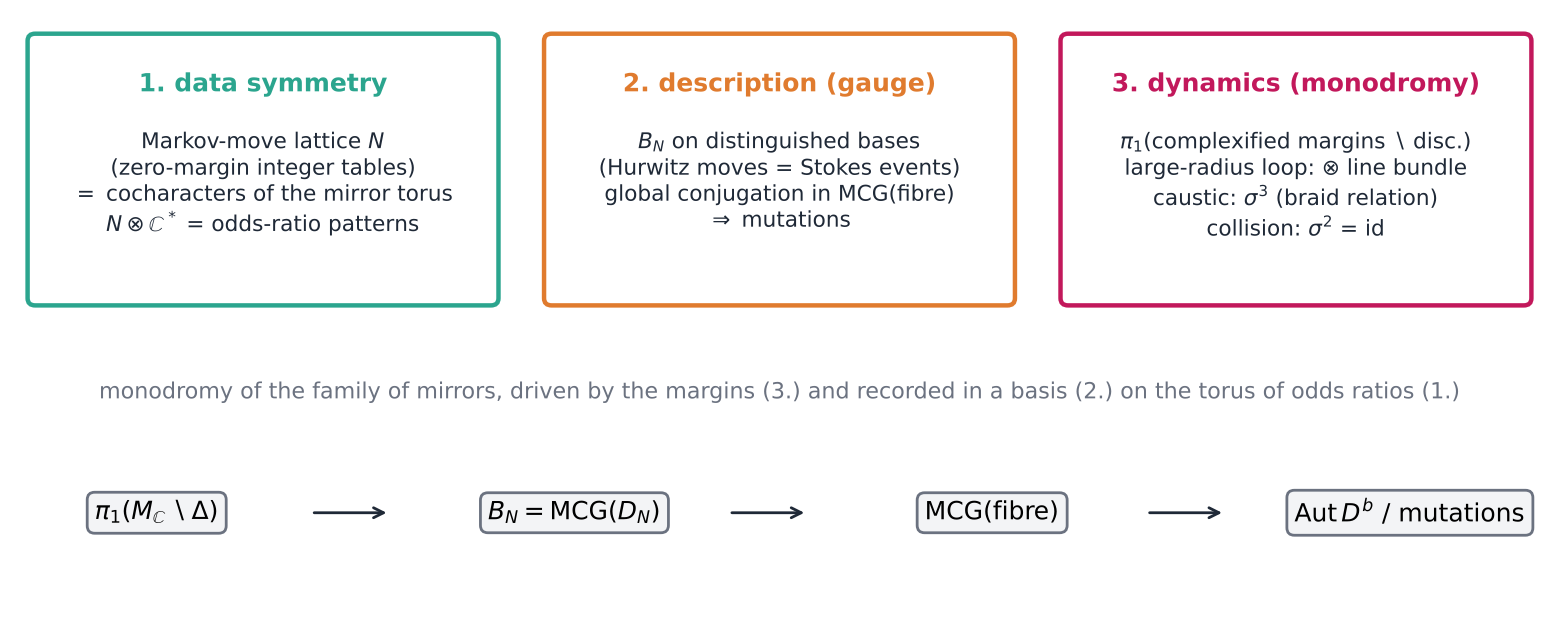 1. data symmetry
Markov-move lattice N
(zero-margin integer tables)
= cocharacters of the mirror torus
N ⊗ ℂ* = odds-ratio patterns
2. description (gauge)
B_N on distinguished bases
(Hurwitz moves = Stokes events)
global conjugation in MCG(fibre)
⇒ mutations
3. dynamics (monodromy)
π₁(complexified margins \ disc.)
large-radius loop: ⊗ line bundle
caustic: σ³ (braid relation)
collision: σ² = id
monodromy of the family of mirrors, driven by the margins (3.) and recorded in a basis (2.) on the torus of odds ratios (1.)
π₁(M_ℂ \ Δ)
B_N = MCG(D_N)
MCG(fibre)
Aut D^b / mutations